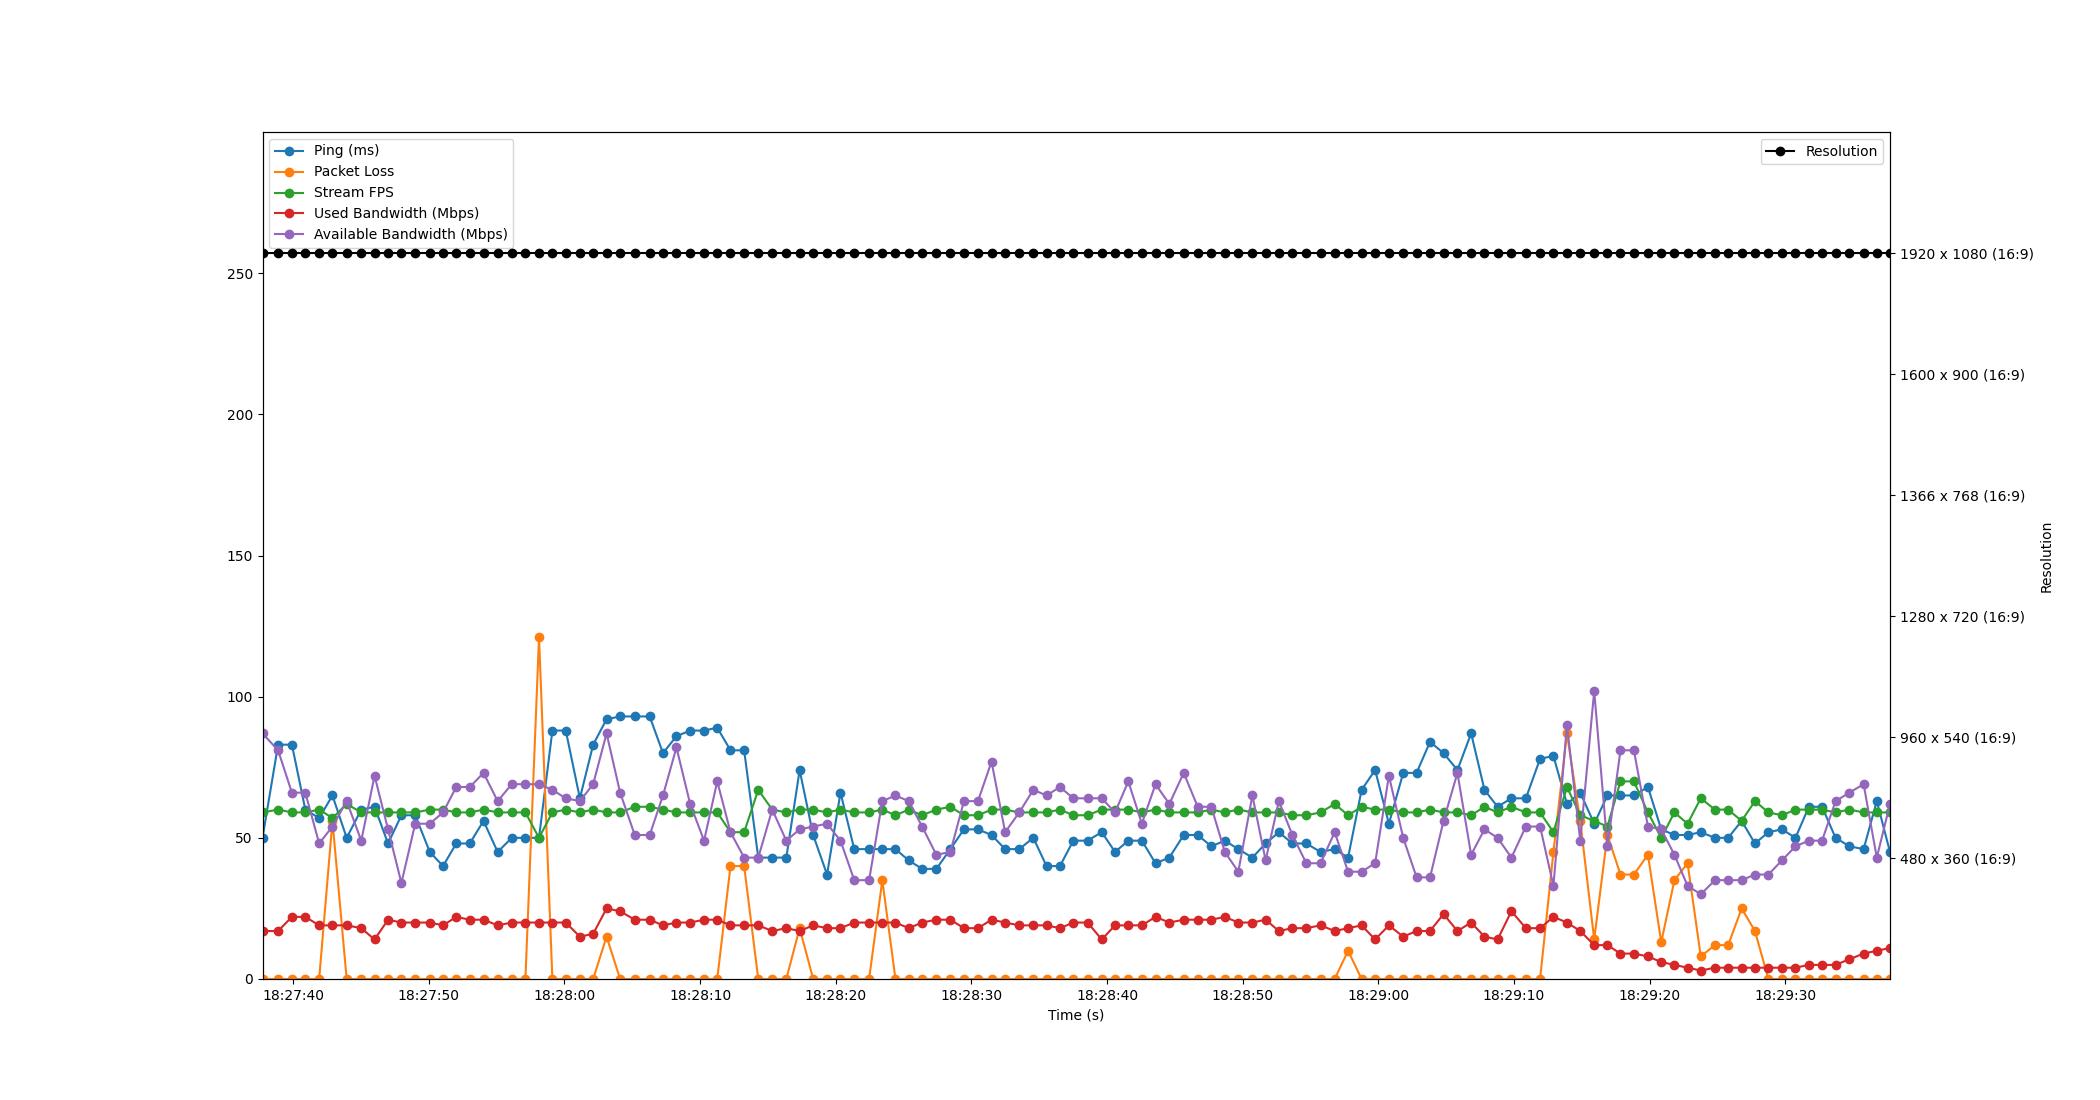 Ping (ms)
Packet Loss
Stream FPS
Used Bandwidth (Mbps)
Available Bandwidth (Mbps)
Resolution
250
200
150
100
50
0
1920 x 1080 (16:9)
1600 x 900 (16:9)
1366 x 768 (16:9)
1280 x 720 (16:9)
960 x 540 (16:9)
480 x 360 (16:9)
Resolution
18:27:40 18:27:50 18:28:00 18:28:10 18:28:20 18:28:30 18:28:40 18:28:50 18:29:00 18:29:10 18:29:20 18:29:30
Time (s)